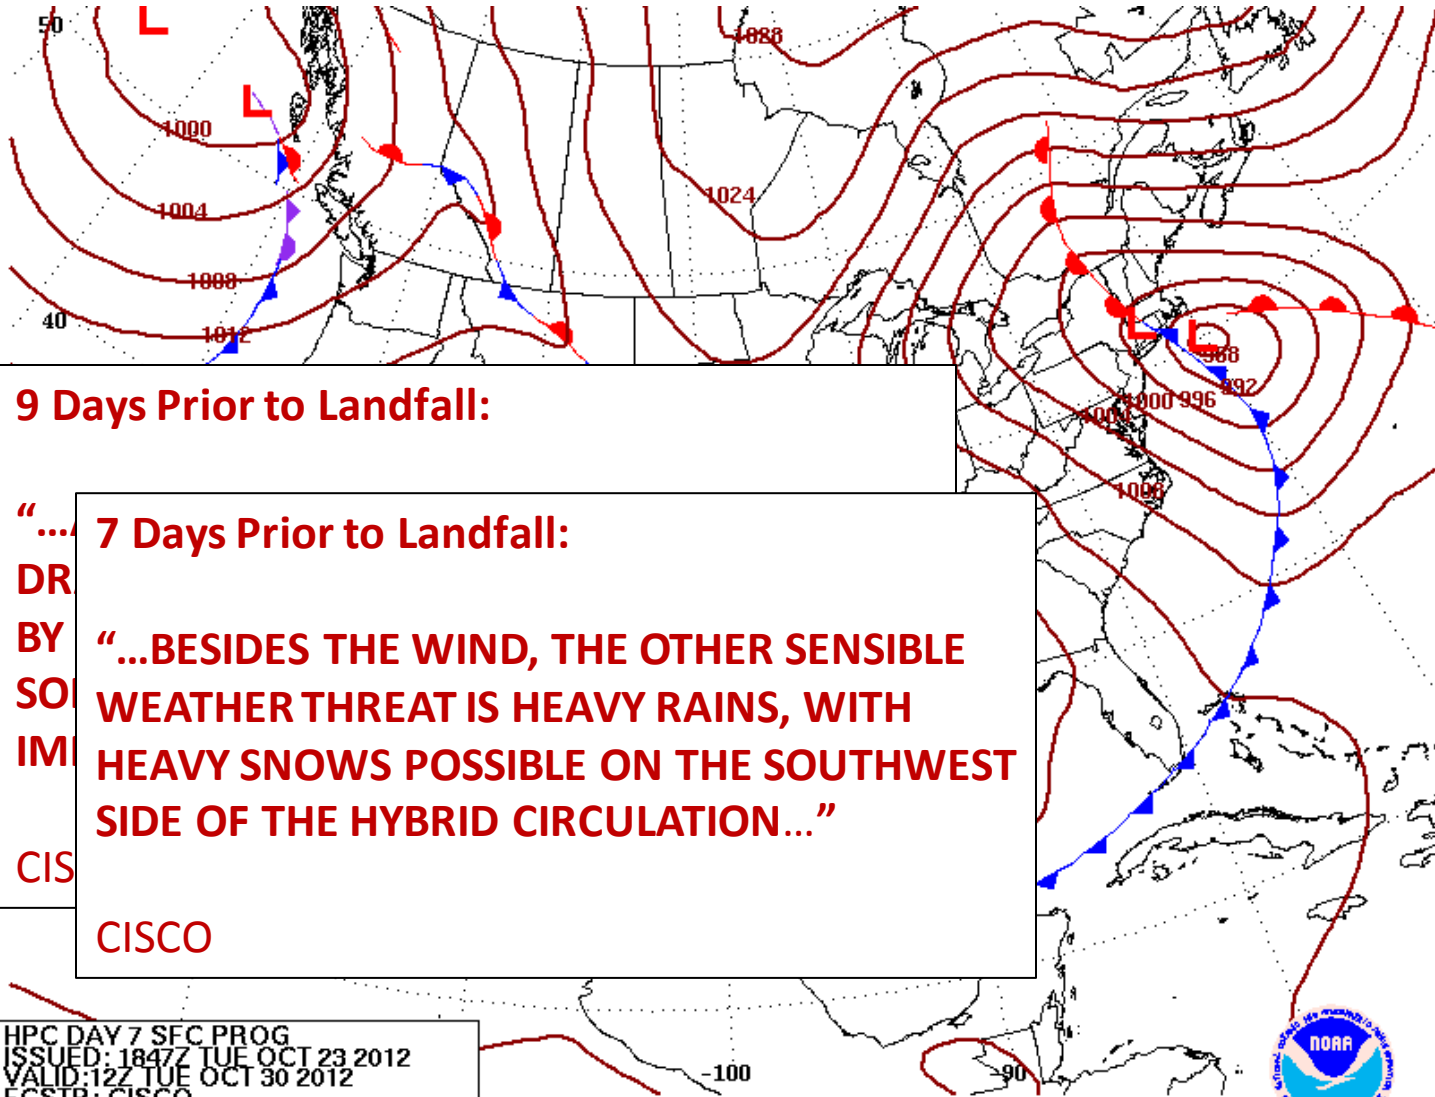 50
L
1028
L
1000
1024
1004
1008
40
1012
L L
988
992
1000 996
1004
1008
9 Days Prior to Landfall:
“...
BY
7 Days Prior to Landfall:
“...BESIDES THE WIND, THE OTHER SENSIBLE
WEATHER THREAT IS HEAVY RAINS, WITH
HEAVY SNOWS POSSIBLE ON THE SOUTHWEST
SIDE OF THE HYBRID CIRCULATION...”
CISCO
HPC DAY 7 SFC PROG
ISSUED: 1847Z TUE OCT 23 2012
VALID:12Z TUE OCT 30 2012
FCSTR: CISCO
-100
-90
NOAA